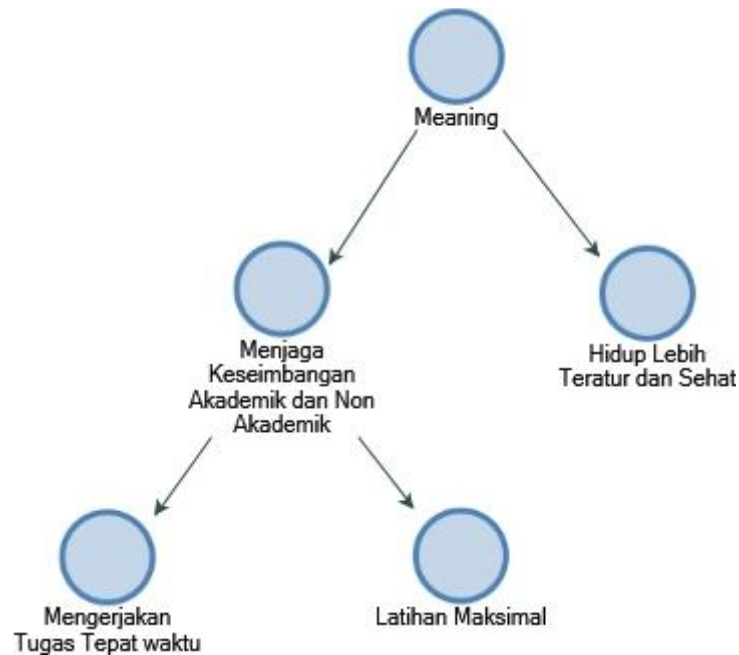 Meaning
Menjaga
Keseimbangan
Akademik dan Non
Akademik
Hidup Lebih
Teratur dan Sehat
Mengerjakan
Tugas Tepat waktu
Latihan Maksimal